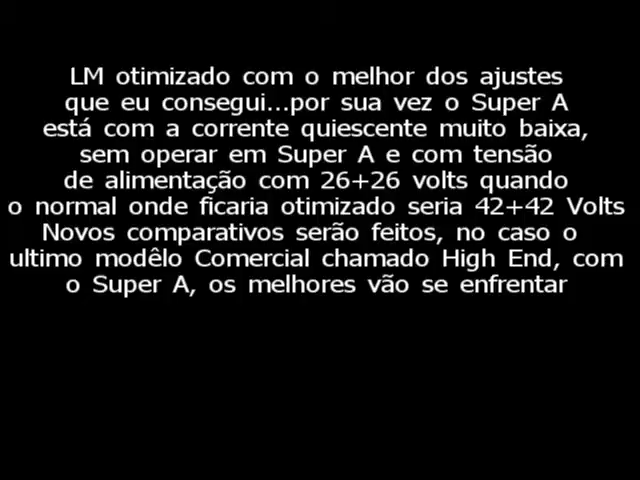 LM otimizado com o melhor dos ajustes
que eu consegui...por sua vez o Super A
está com a corrente quiescente muito baixa,
sem operar em Super A e com tensão
de alimentação com 26+26 volts quando
o normal onde ficaria otimizado seria 42+42 Volts
Novos comparativos serão feitos, no caso o
ultimo modêlo Comercial chamado High End, com
o Super A, os melhores vão se enfrentar